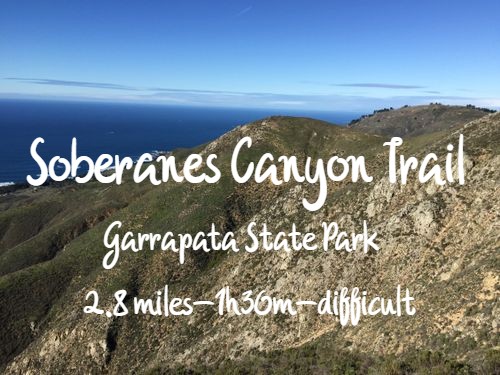 Soberanes Canyon Trail
Garrapata State Park
2.8 miles-1h30m-difficult